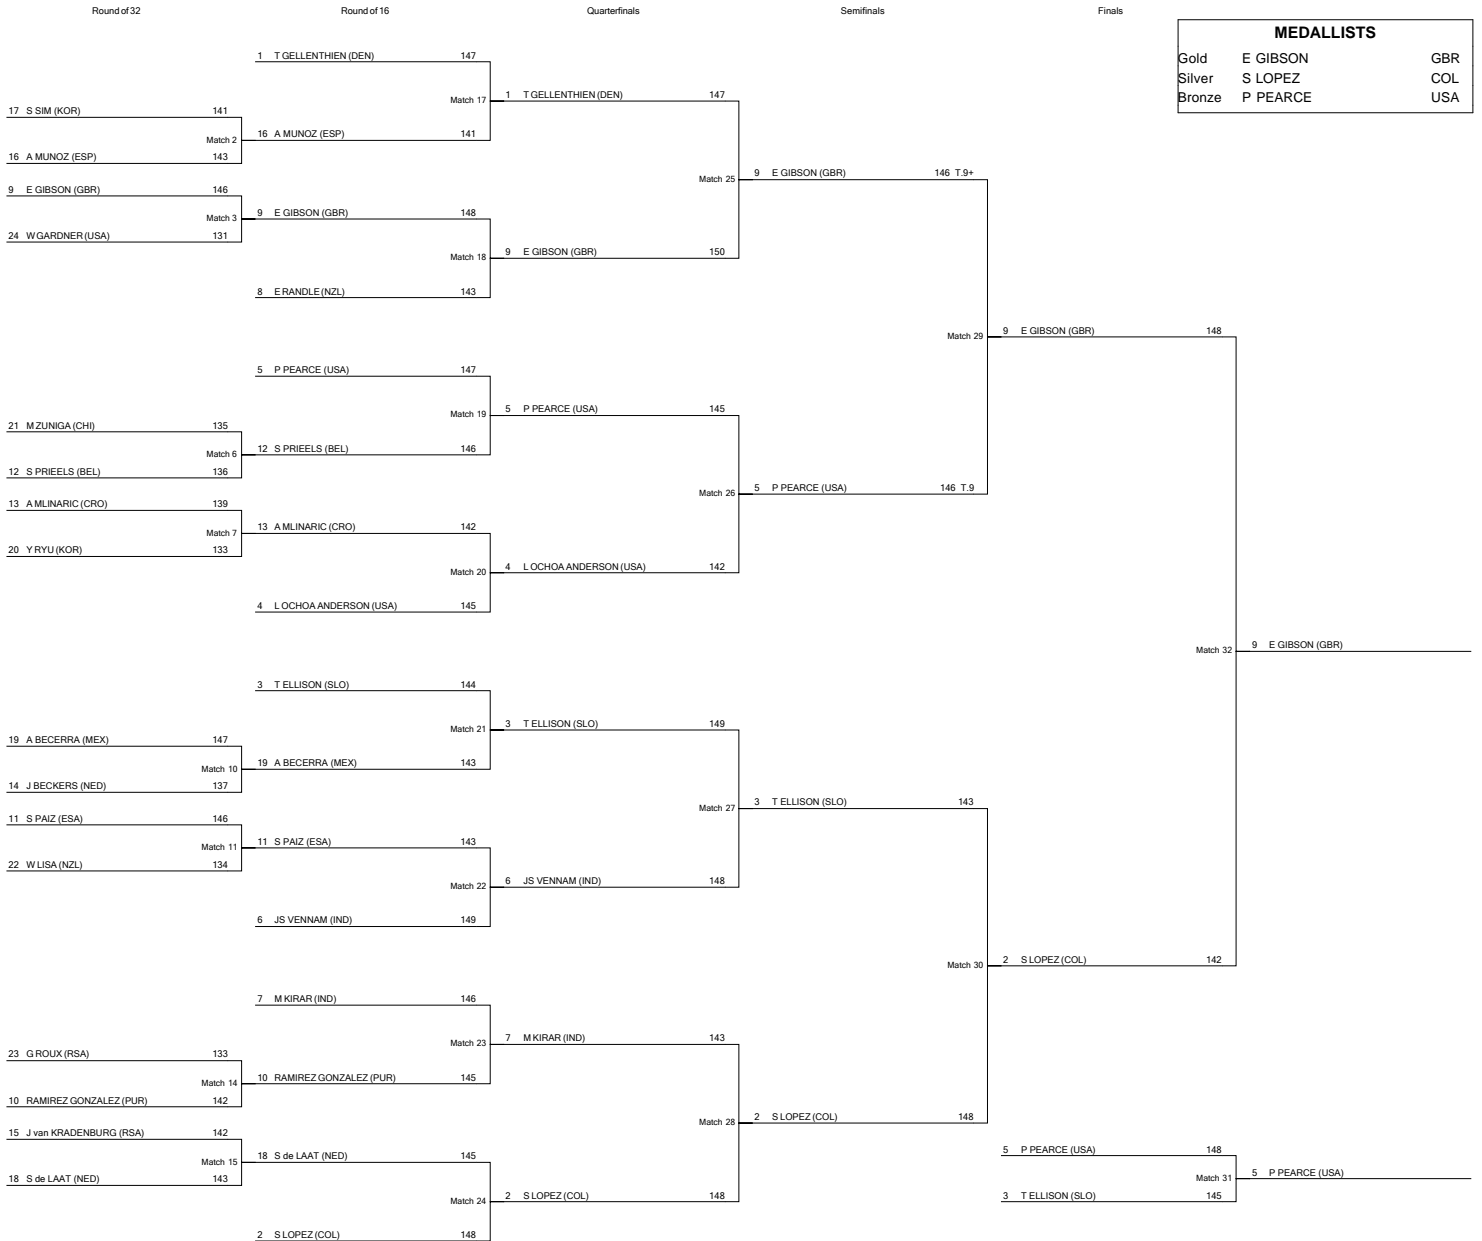 Round of 32 Round of 16 Quarterfinals Semifinals Finals
MEDALLISTS
Gold E GIBSON GBR
Silver S LOPEZ COL
Bronze P PEARCE USA
1 T GELLENTHIEN (DEN) 147
Match 17 1 T GELLENTHIEN (DEN) 147
17 S SIM (KOR) 141
Match 2 16 A MUNOZ (ESP) 141
16 A MUNOZ (ESP) 143
Match 25 9 E GIBSON (GBR) 146 T.9+
9 E GIBSON (GBR) 146
Match 3 9 E GIBSON (GBR) 148
24 W GARDNER (USA) 131
Match 18 9 E GIBSON (GBR) 150
8 E RANDLE (NZL) 143
Match 29 9 E GIBSON (GBR) 148
5 P PEARCE (USA) 147
Match 19 5 P PEARCE (USA) 145
21 M ZUNIGA (CHI) 135
Match 6 12 S PRIEELS (BEL) 146
12 S PRIEELS (BEL) 136
Match 26 5 P PEARCE (USA) 146 T.9
13 A MLINARIC (CRO) 139
Match 7 13 A MLINARIC (CRO) 142
20 Y RYU (KOR) 133
Match 20 4 L OCHOA ANDERSON (USA) 142
4 L OCHOA ANDERSON (USA) 145
Match 32 9 E GIBSON (GBR)
3 T ELLISON (SLO) 144
Match 21 3 T ELLISON (SLO) 149
19 A BECERRA (MEX) 147
Match 10 19 A BECERRA (MEX) 143
14 J BECKERS (NED) 137
Match 27 3 T ELLISON (SLO) 143
11 S PAIZ (ESA) 146
Match 11 11 S PAIZ (ESA) 143
22 W LISA (NZL) 134
Match 22 6 JS VENNAM (IND) 148
6 JS VENNAM (IND) 149
Match 30 2 S LOPEZ (COL) 142
7 M KIRAR (IND) 146
Match 23 7 M KIRAR (IND) 143
23 G ROUX (RSA) 133
Match 14 10 RAMIREZ GONZALEZ (PUR) 145
10 RAMIREZ GONZALEZ (PUR) 142
Match 28 2 S LOPEZ (COL) 148
15 J van KRADENBURG (RSA) 142
Match 15 18 S de LAAT (NED) 145
18 S de LAAT (NED) 143
5 P PEARCE (USA) 148
Match 31 5 P PEARCE (USA)
3 T ELLISON (SLO) 145
Match 24 2 S LOPEZ (COL) 148
2 S LOPEZ (COL) 148